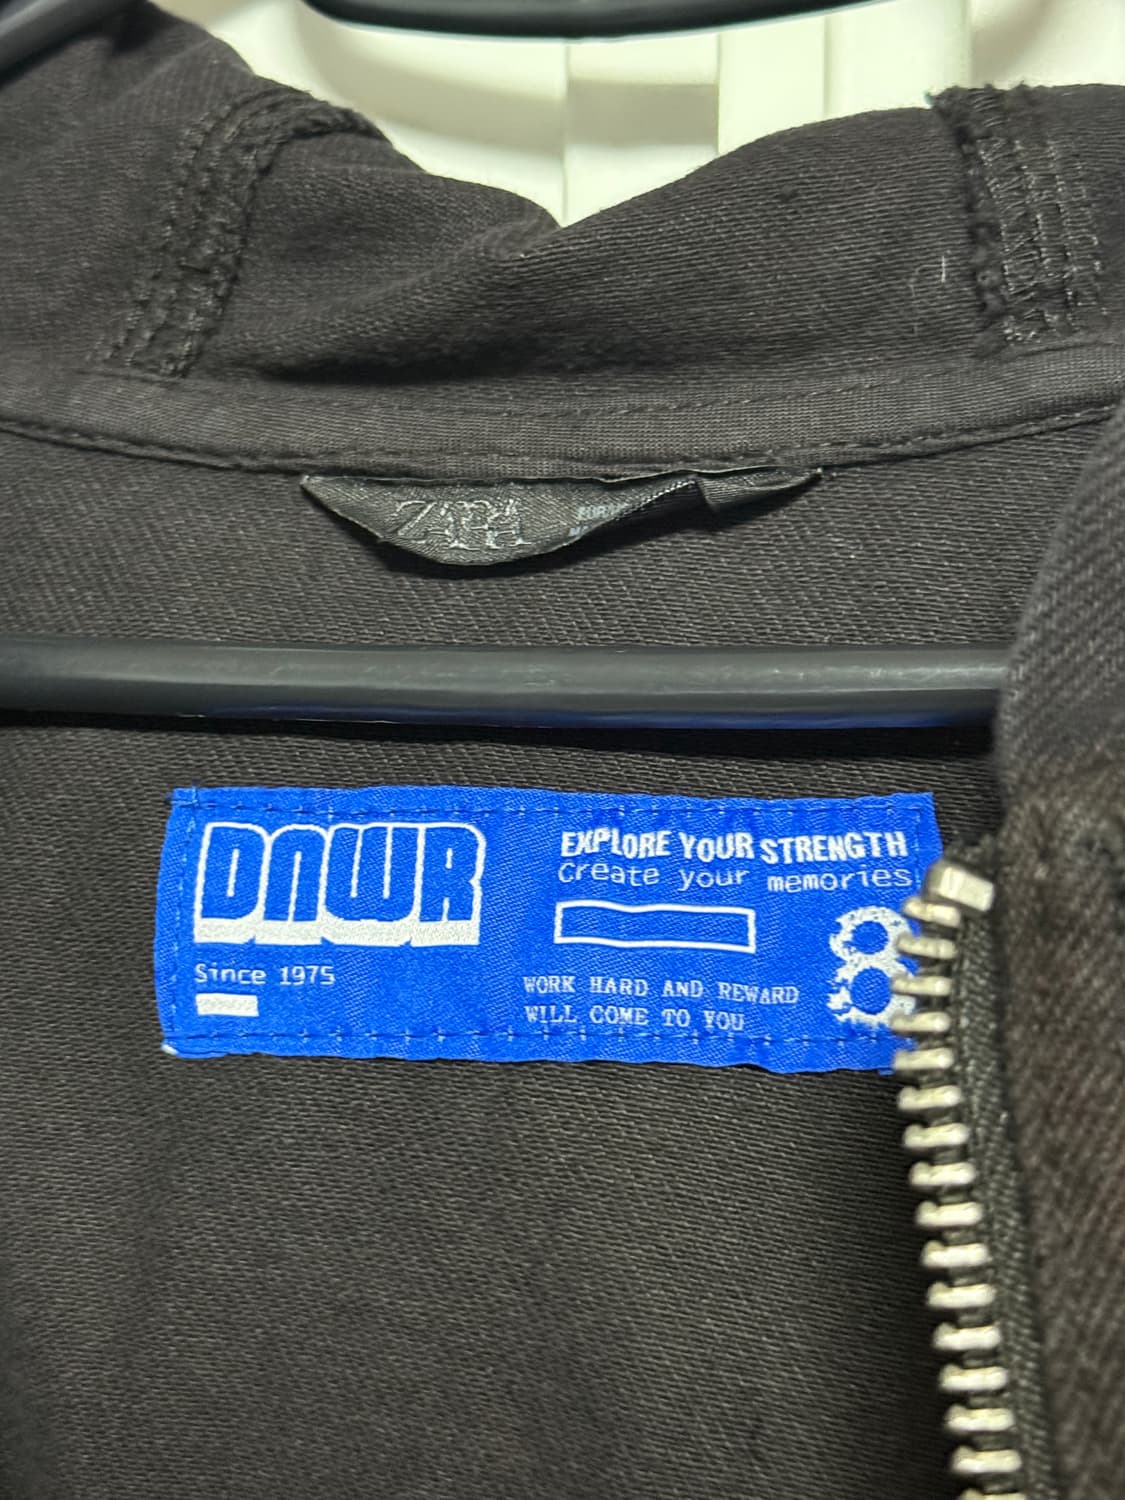 ZARA
DNWR
Since 1975
EXPLORE YOUR STRENGTH
Create your memories
WORK HARD AND REWARD
WILL COME TO YOU
8